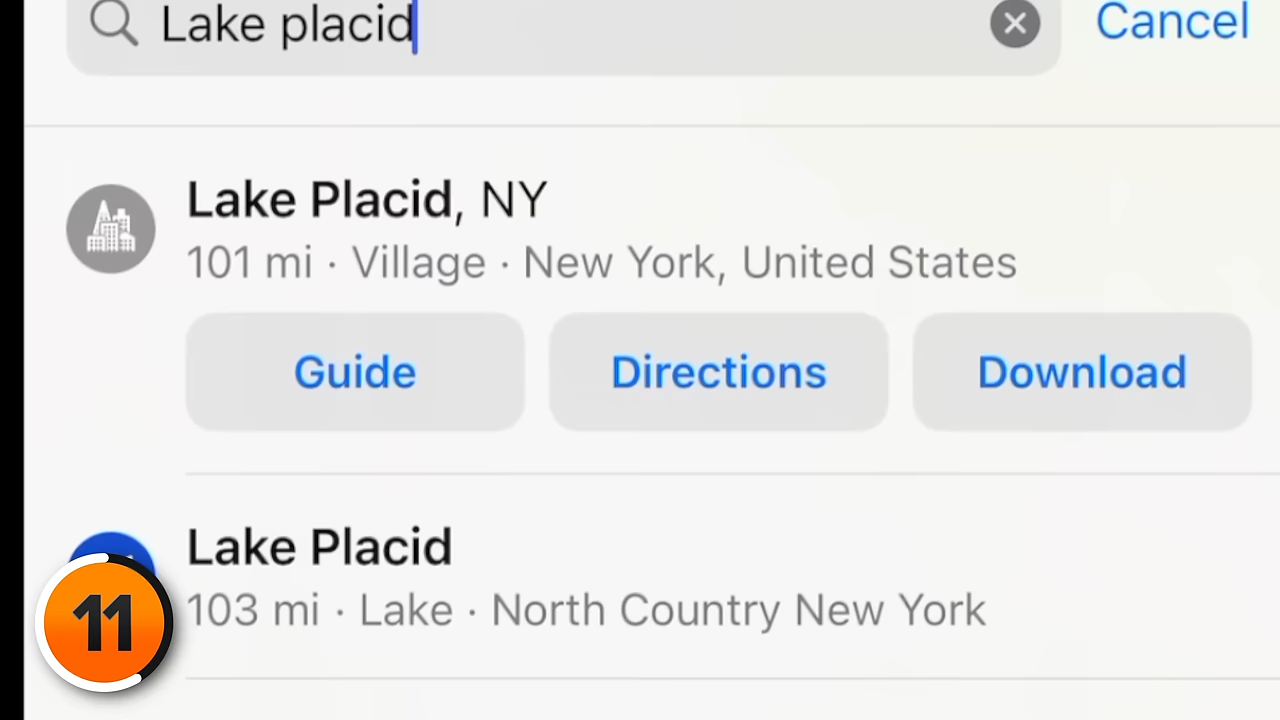 Lake placid
Cancel
Lake Placid, NY
101 mi · Village · New York, United States
Guide
Directions
Download
Lake Placid
103 mi · Lake · North Country New York
11